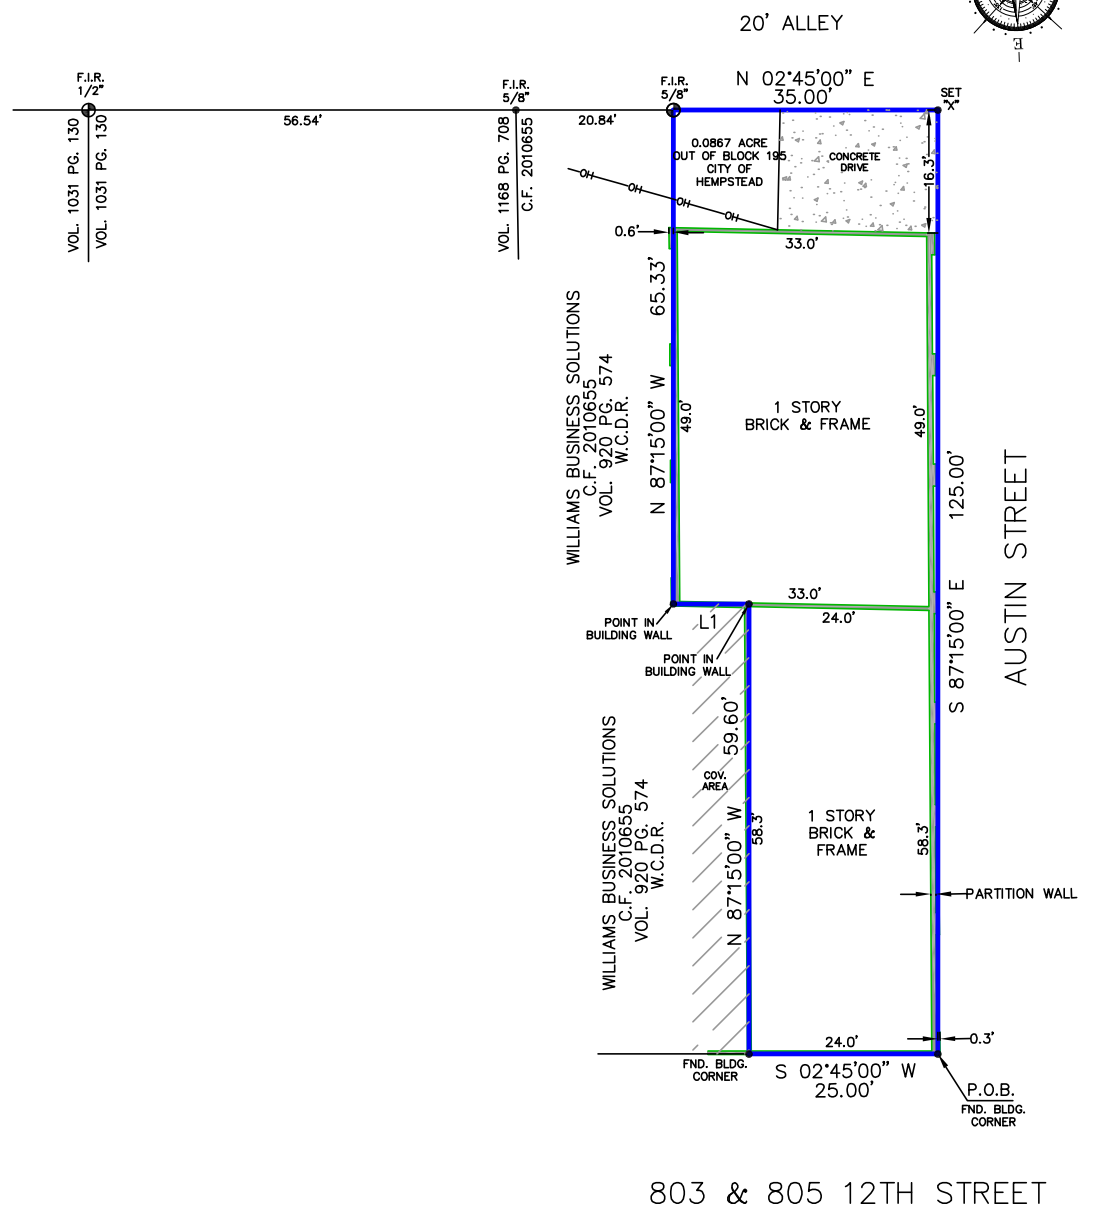 20' ALLEY
E
N 02°45'00" E
35.00'
F.I.R.
1/2"
F.I.R.
5/8"
F.I.R.
5/8"
SET
"X"
56.54'
20.84'
VOL. 1031 PG. 130
VOL. 1031 PG. 130
VOL. 1168 PG. 708
C.F. 2010655
0.0867 ACRE
OUT OF BLOCK 195
CITY OF
HEMPSTEAD
CONCRETE
DRIVE
16.3'
OH
OH
OH
OH
0.6'
33.0'
65.33'
N 87°15'00" W
WILLIAMS BUSINESS SOLUTIONS
C.F. 2010655
VOL. 920 PG. 574
W.C.D.R.
49.0'
1 STORY
BRICK & FRAME
49.0'
125.00'
S 87°15'00" E
AUSTIN STREET
33.0'
24.0'
L1
POINT IN
BUILDING WALL
POINT IN
BUILDING WALL
59.60'
N 87°15'00" W
COV.
AREA
WILLIAMS BUSINESS SOLUTIONS
C.F. 2010655
VOL. 920 PG. 574
W.C.D.R.
58.3'
1 STORY
BRICK &
FRAME
58.3'
PARTITION WALL
24.0'
0.3'
FND. BLDG.
CORNER
S 02°45'00" W
25.00'
P.O.B.
FND. BLDG.
CORNER
803 & 805 12TH STREET